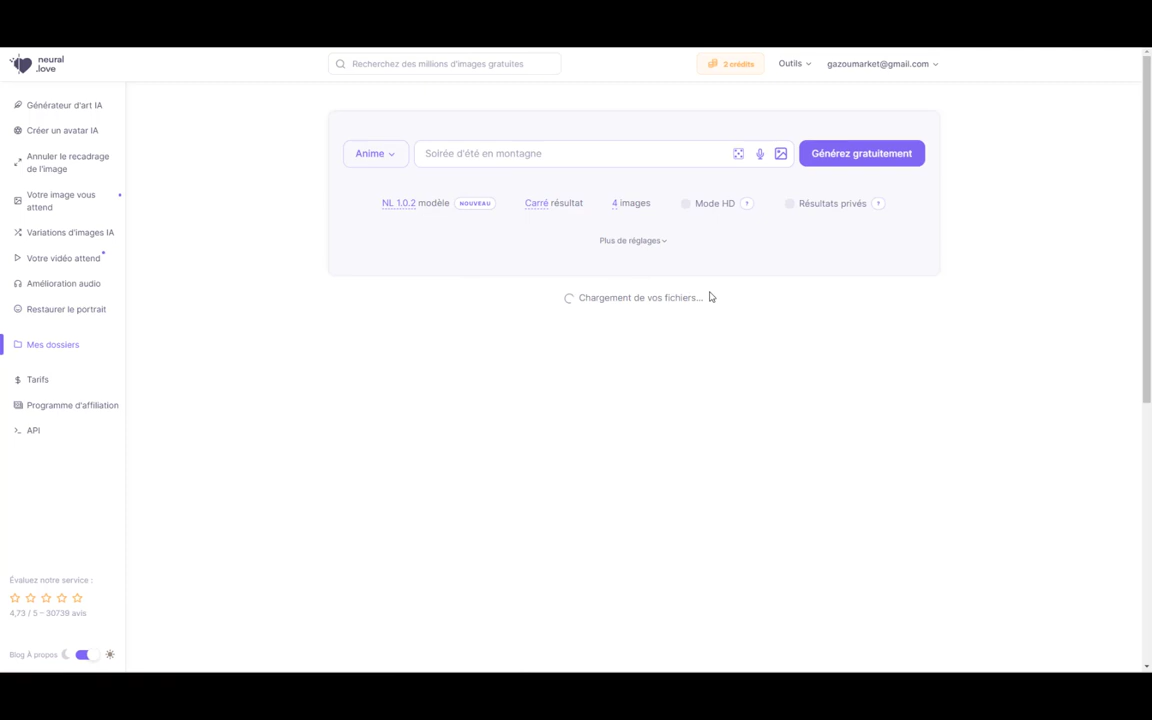 neural
.love
Recherchez des millions d'images gratuites
2 crédits
Outils
gazoumarket@gmail.com
Générateur d'art IA
Créer un avatar IA
Annuler le recadrage
de l'image
Votre image vous
attend
Variations d'images IA
Votre vidéo attend
Amélioration audio
Restaurer le portrait
Mes dossiers
Tarifs
Programme d'affiliation
API
Anime
Soirée d'été en montagne
Générez gratuitement
NL 1.0.2 modèle NOUVEAU
Carré résultat
4 images
Mode HD ?
Résultats privés ?
Plus de réglages
Chargement de vos fichiers...
Évaluez notre service :
4,73 / 5 – 30739 avis
Blog À propos